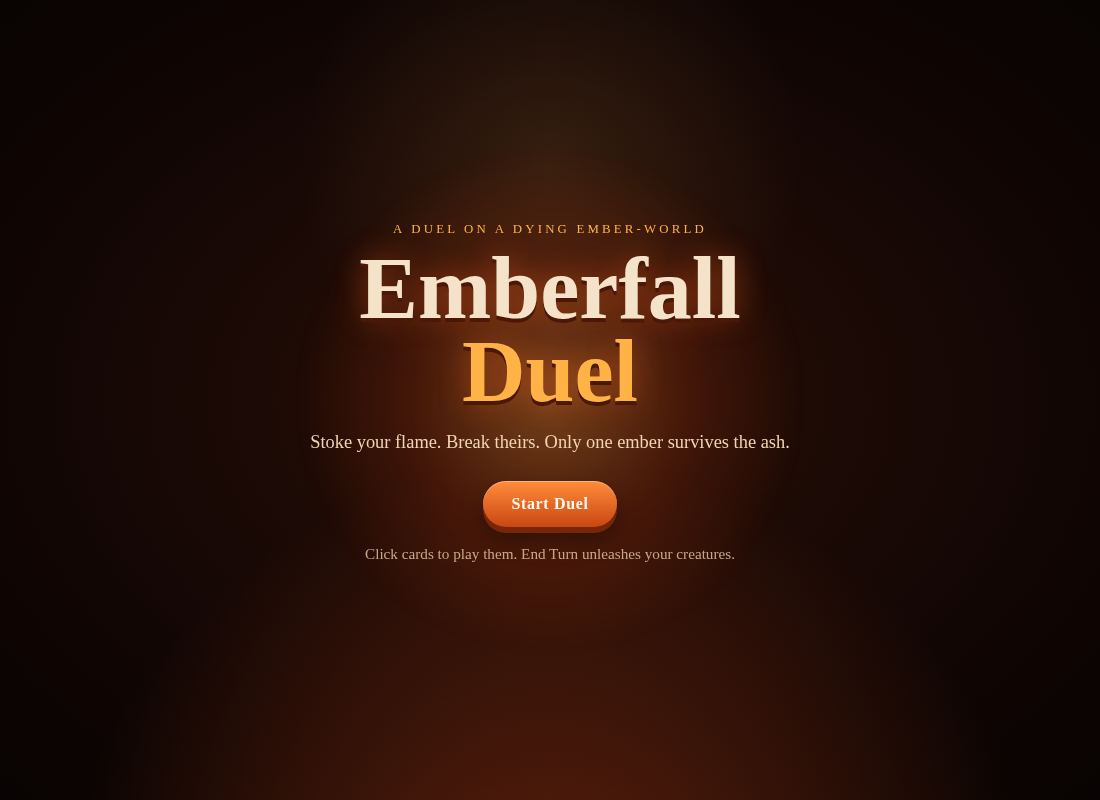 A DUEL ON A DYING EMBER-WORLD
Emberfall
Duel
Stoke your flame. Break theirs. Only one ember survives the ash.
Start Duel
Click cards to play them. End Turn unleashes your creatures.